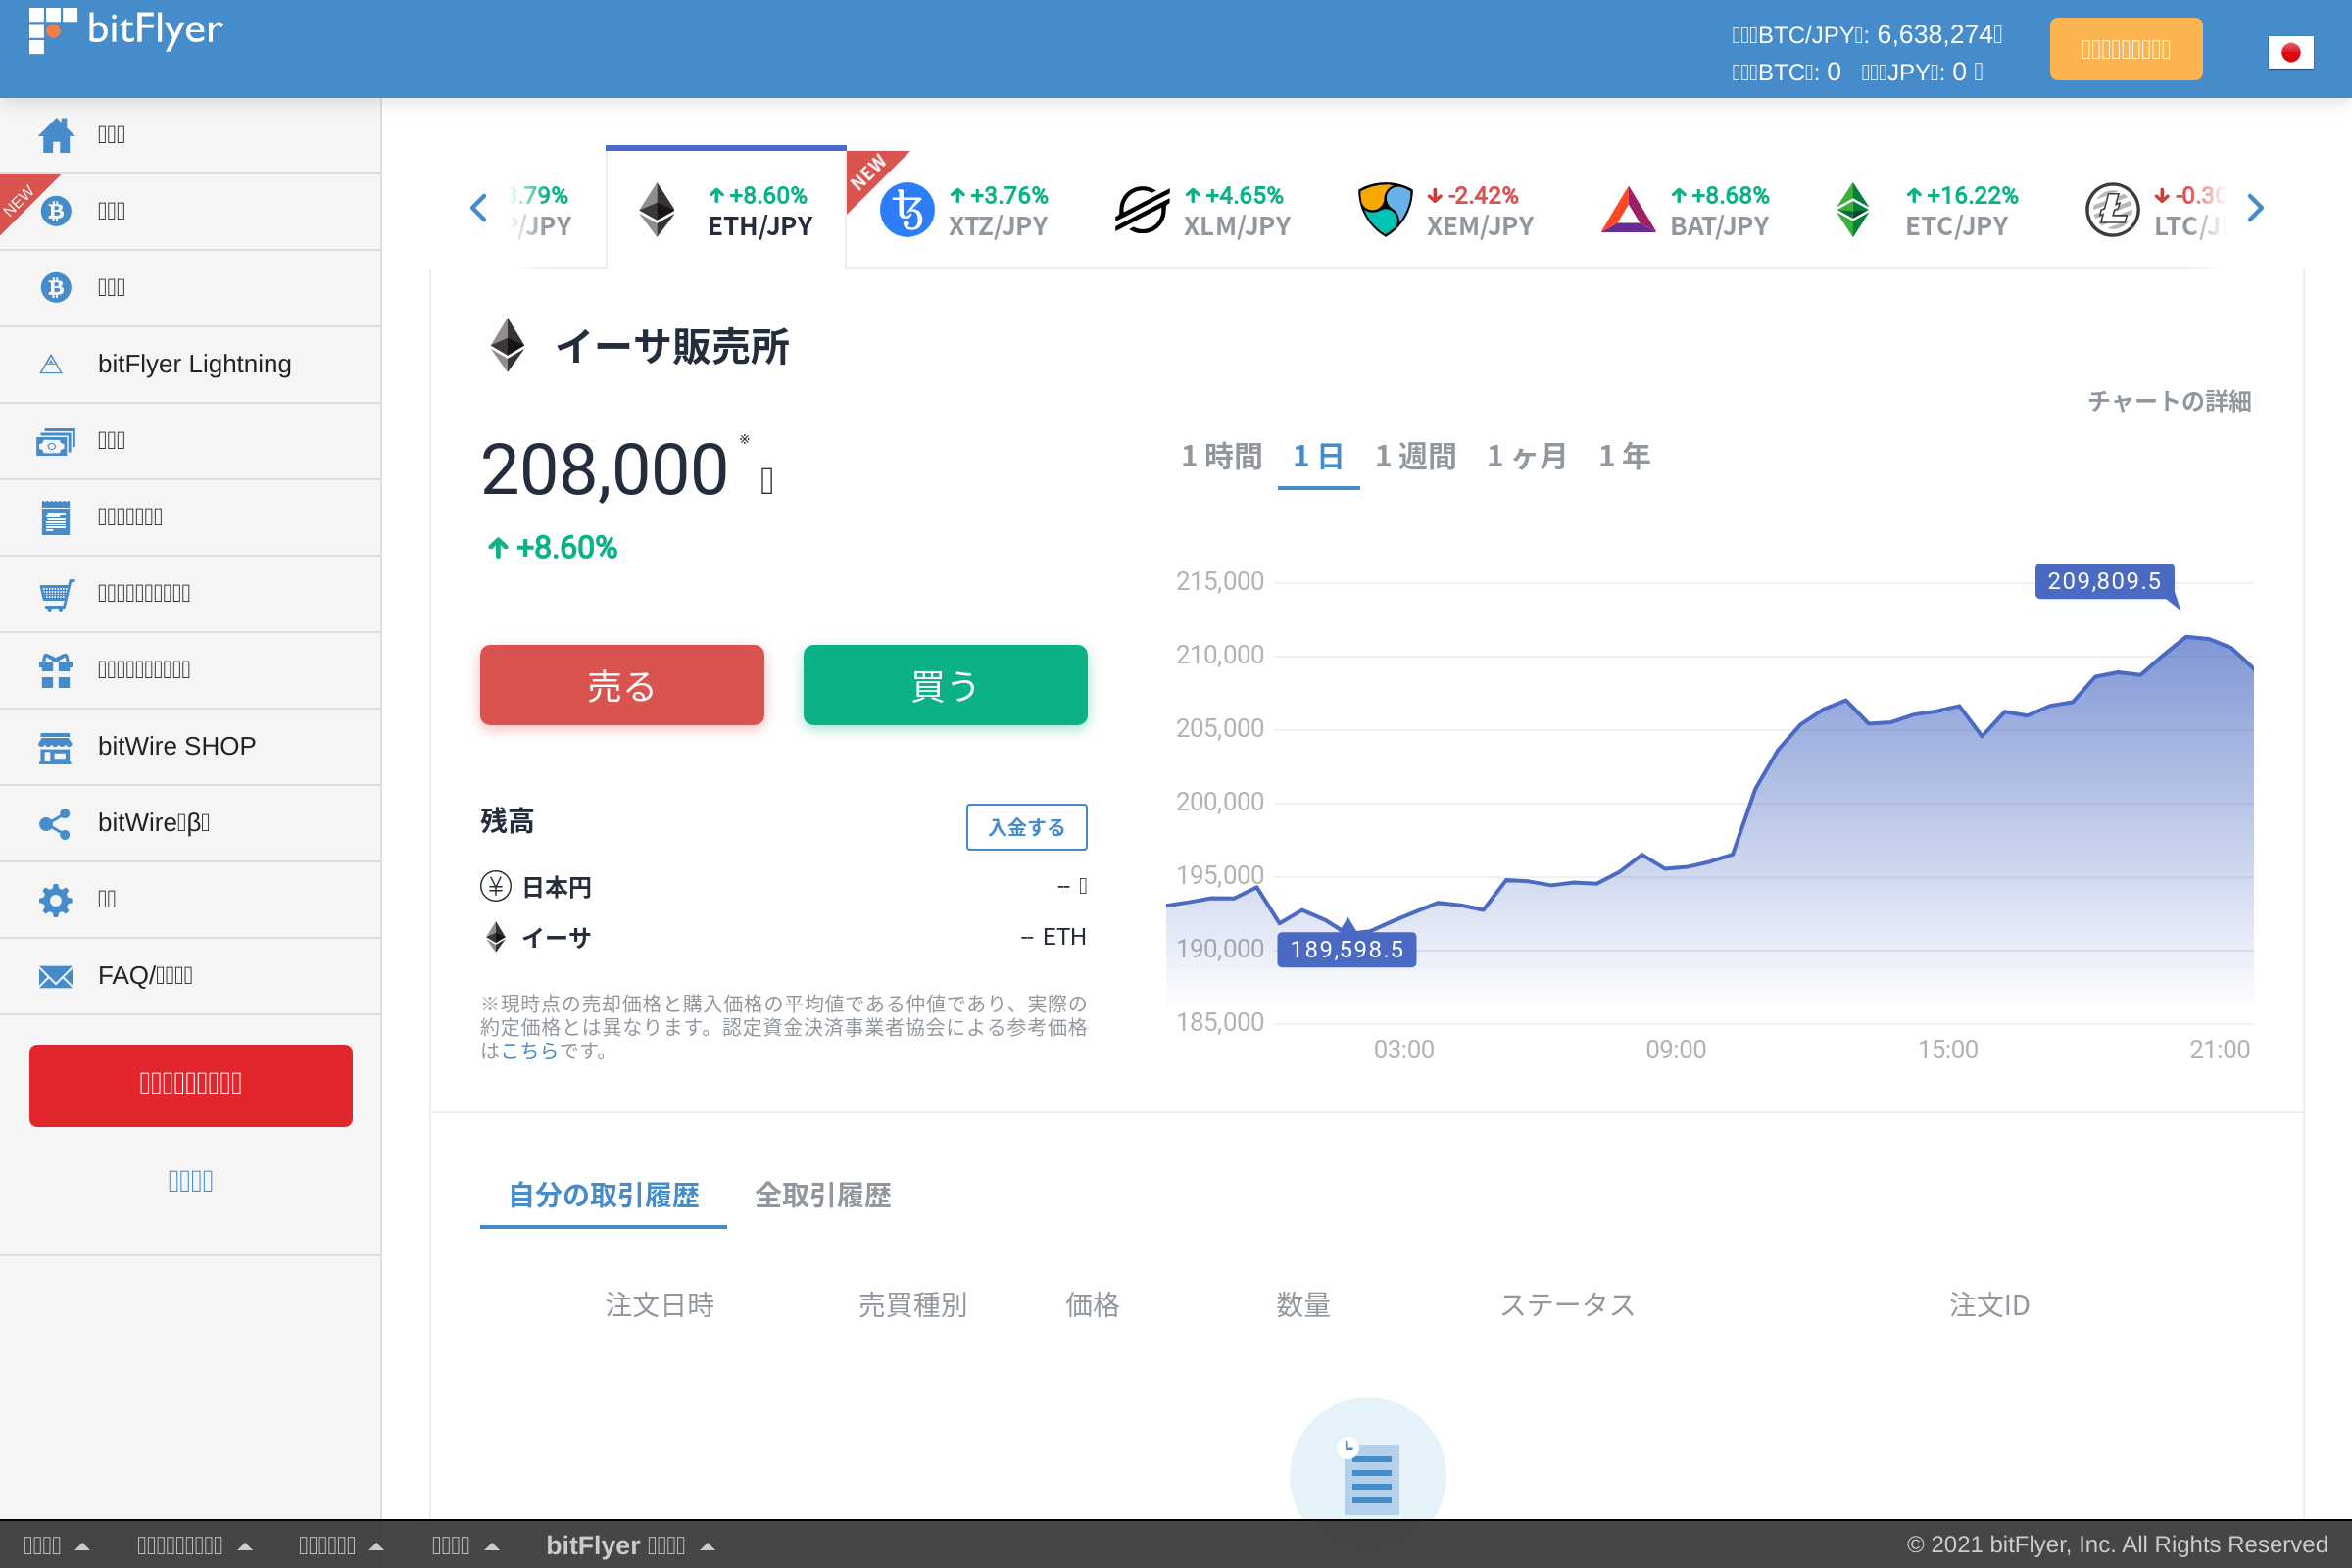 bitFlyer
BTC/JPY : 6,638,274
BTC : 0 JPY : 0
NEW
bitFlyer Lightning
bitWire SHOP
bitWire β
FAQ/
3.79%
P/JPY
+8.60%
ETH/JPY
NEW
+3.76%
XTZ/JPY
+4.65%
XLM/JPY
-2.42%
XEM/JPY
+8.68%
BAT/JPY
+16.22%
ETC/JPY
-0.30
LTC/J
イーサ販売所
チャートの詳細
208,000 ※
+8.60%
1 時間 1 日 1 週間 1 ヶ月 1 年
売る 買う
残高 入金する
日本円 --
イーサ -- ETH
※現時点の売却価格と購入価格の平均値である仲値であり、実際の
約定価格とは異なります。認定資金決済事業者協会による参考価格
はこちらです。
215,000
210,000
205,000
200,000
195,000
190,000
185,000
209,809.5
189,598.5
03:00 09:00 15:00 21:00
自分の取引履歴 全取引履歴
注文日時 売買種別 価格 数量 ステータス 注文ID
bitFlyer
© 2021 bitFlyer, Inc. All Rights Reserved